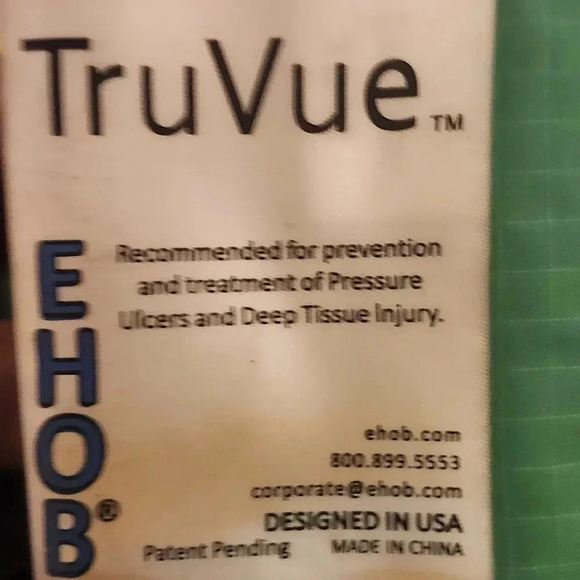 TruVue™
EHOB®
Recommended for prevention
and treatment of Pressure
Ulcers and Deep Tissue Injury.
ehob.com
800.899.5553
corporate@ehob.com
DESIGNED IN USA
Patent Pending MADE IN CHINA